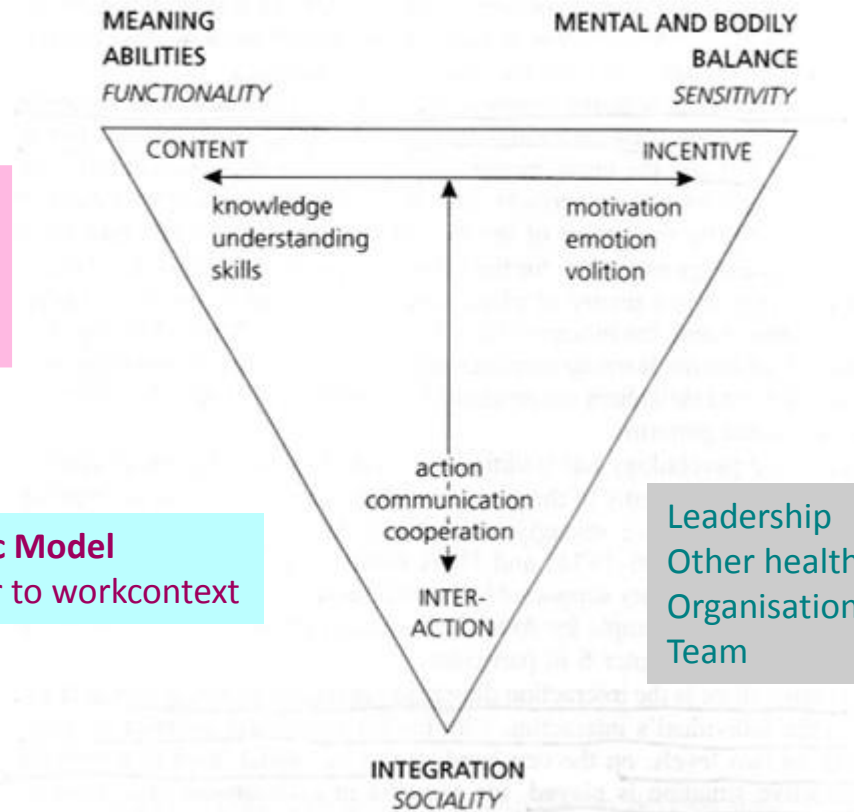 MEANING
ABILITIES
FUNCTIONALITY
MENTAL AND BODILY
BALANCE
SENSITIVITY
CONTENT
INCENTIVE
knowledge
understanding
skills
motivation
emotion
volition
action
communication
cooperation
INTER-
ACTION
c Model
r to workcontext
Leadership
Other health
Organisation
Team
INTEGRATION
SOCIALITY